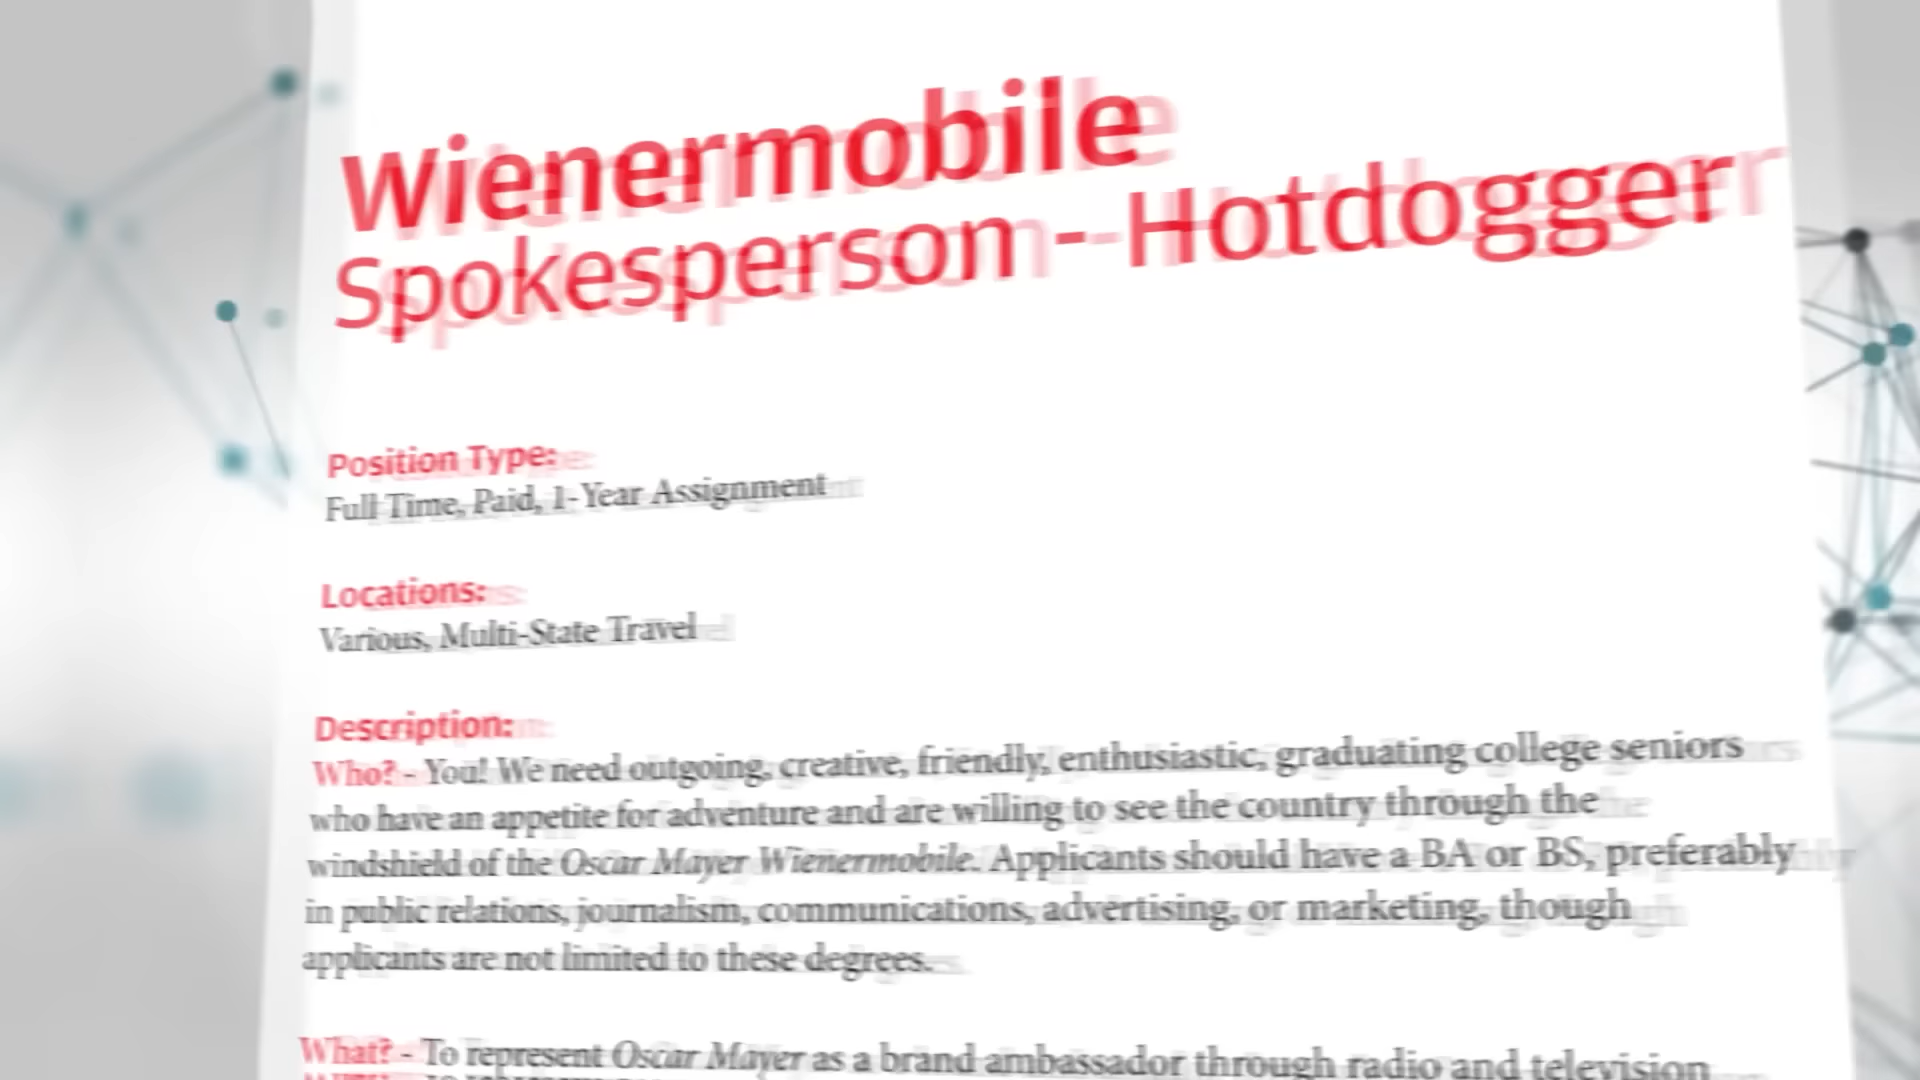 Wienermobile
Spokesperson - Hotdogger
Position Type:
Full Time, Paid, 1-Year Assignment
Locations:
Various, Multi-State Travel
Description:
Who? - You! We need outgoing, creative, friendly, enthusiastic, graduating college seniors
who have an appetite for adventure and are willing to see the country through the
windshield of the Oscar Mayer Wienermobile. Applicants should have a BA or BS, preferably
in public relations, journalism, communications, advertising, or marketing, though
applicants are not limited to these degrees.
What? - To represent Oscar Mayer as a brand ambassador through radio and television